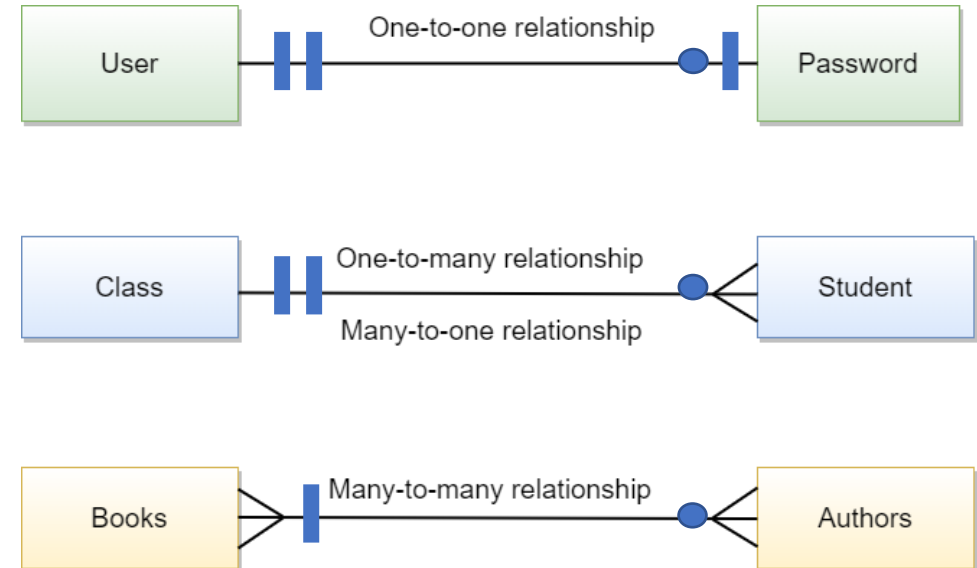 One-to-one relationship
User
Password
One-to-many relationship
Class
Student
Many-to-one relationship
Many-to-many relationship
Books
Authors